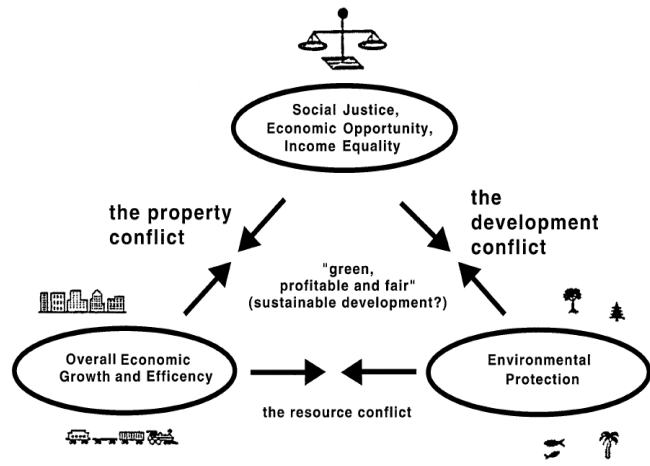 Social Justice,
Economic Opportunity,
Income Equality
the property
conflict
the
development
conflict
"green,
profitable and fair"
(sustainable development?)
Overall Economic
Growth and Efficency
Environmental
Protection
the resource conflict